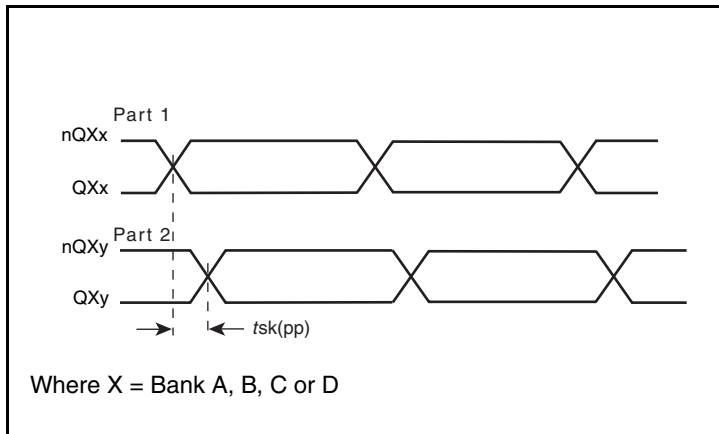 Part 1
nQXx
QXx
Part 2
nQXy
QXy
tsk(pp)
Where X = Bank A, B, C or D